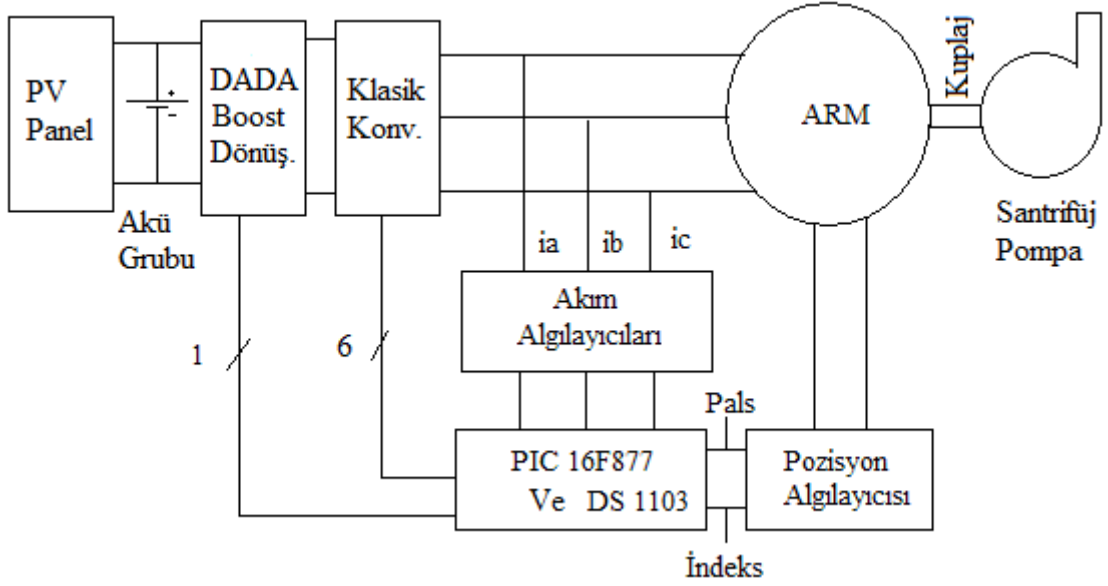 PV
Panel
+
-
Akü
Grubu
DADA
Boost
Dönüş.
Klasik
Konv.
ARM
Kuplaj
Santrifüj
Pompa
ia
ib
ic
Akım
Algılayıcıları
1
6
Pals
PIC 16F877
Ve DS 1103
Pozisyon
Algılayıcısı
İndeks